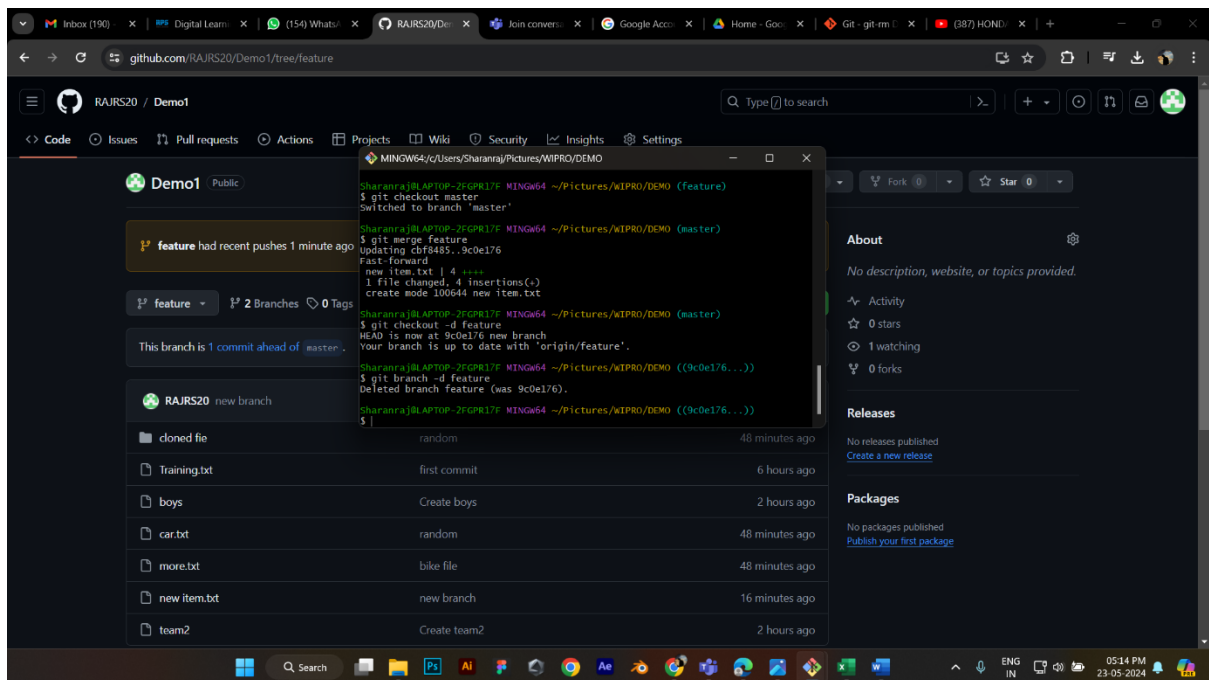 Inbox (190) -
Digital Learni
(154) WhatsA
RAJRS20/Den
Join conversa
Google Acco
Home - Goog
Git - git-rm D
(387) HOND/
github.com/RAJRS20/Demo1/tree/feature
RAJRS20 / Demo1
Type / to search
Code
Issues
Pull requests
Actions
Projects
Wiki
Security
Insights
Settings
MINGW64:/c/Users/Sharanraj/Pictures/WIPRO/DEMO
Sharanraj@LAPTOP-2FGPR17F MINGW64 ~/Pictures/WIPRO/DEMO (feature)
$ git checkout master
Switched to branch 'master'
Sharanraj@LAPTOP-2FGPR17F MINGW64 ~/Pictures/WIPRO/DEMO (master)
$ git merge feature
Updating cbf8485..9c0e176
Fast-forward
new item.txt | 4 ++++
1 file changed, 4 insertions(+)
create mode 100644 new item.txt
Sharanraj@LAPTOP-2FGPR17F MINGW64 ~/Pictures/WIPRO/DEMO (master)
$ git checkout -d feature
HEAD is now at 9c0e176 new branch
Your branch is up to date with 'origin/feature'.
Sharanraj@LAPTOP-2FGPR17F MINGW64 ~/Pictures/WIPRO/DEMO ((9c0e176...))
$ git branch -d feature
Deleted branch feature (was 9c0e176).
Sharanraj@LAPTOP-2FGPR17F MINGW64 ~/Pictures/WIPRO/DEMO ((9c0e176...))
$
Demo1 Public
Fork 0
Star 0
feature had recent pushes 1 minute ago
feature
2 Branches
0 Tags
This branch is 1 commit ahead of master .
RAJRS20 new branch
cloned fie random 48 minutes ago
Training.txt first commit 6 hours ago
boys Create boys 2 hours ago
car.txt random 48 minutes ago
more.txt bike file 48 minutes ago
new item.txt new branch 16 minutes ago
team2 Create team2 2 hours ago
About
No description, website, or topics provided.
Activity
0 stars
1 watching
0 forks
Releases
No releases published
Create a new release
Packages
No packages published
Publish your first package
Search
Ps
Ai
Ae
ENG
IN
05:14 PM
23-05-2024